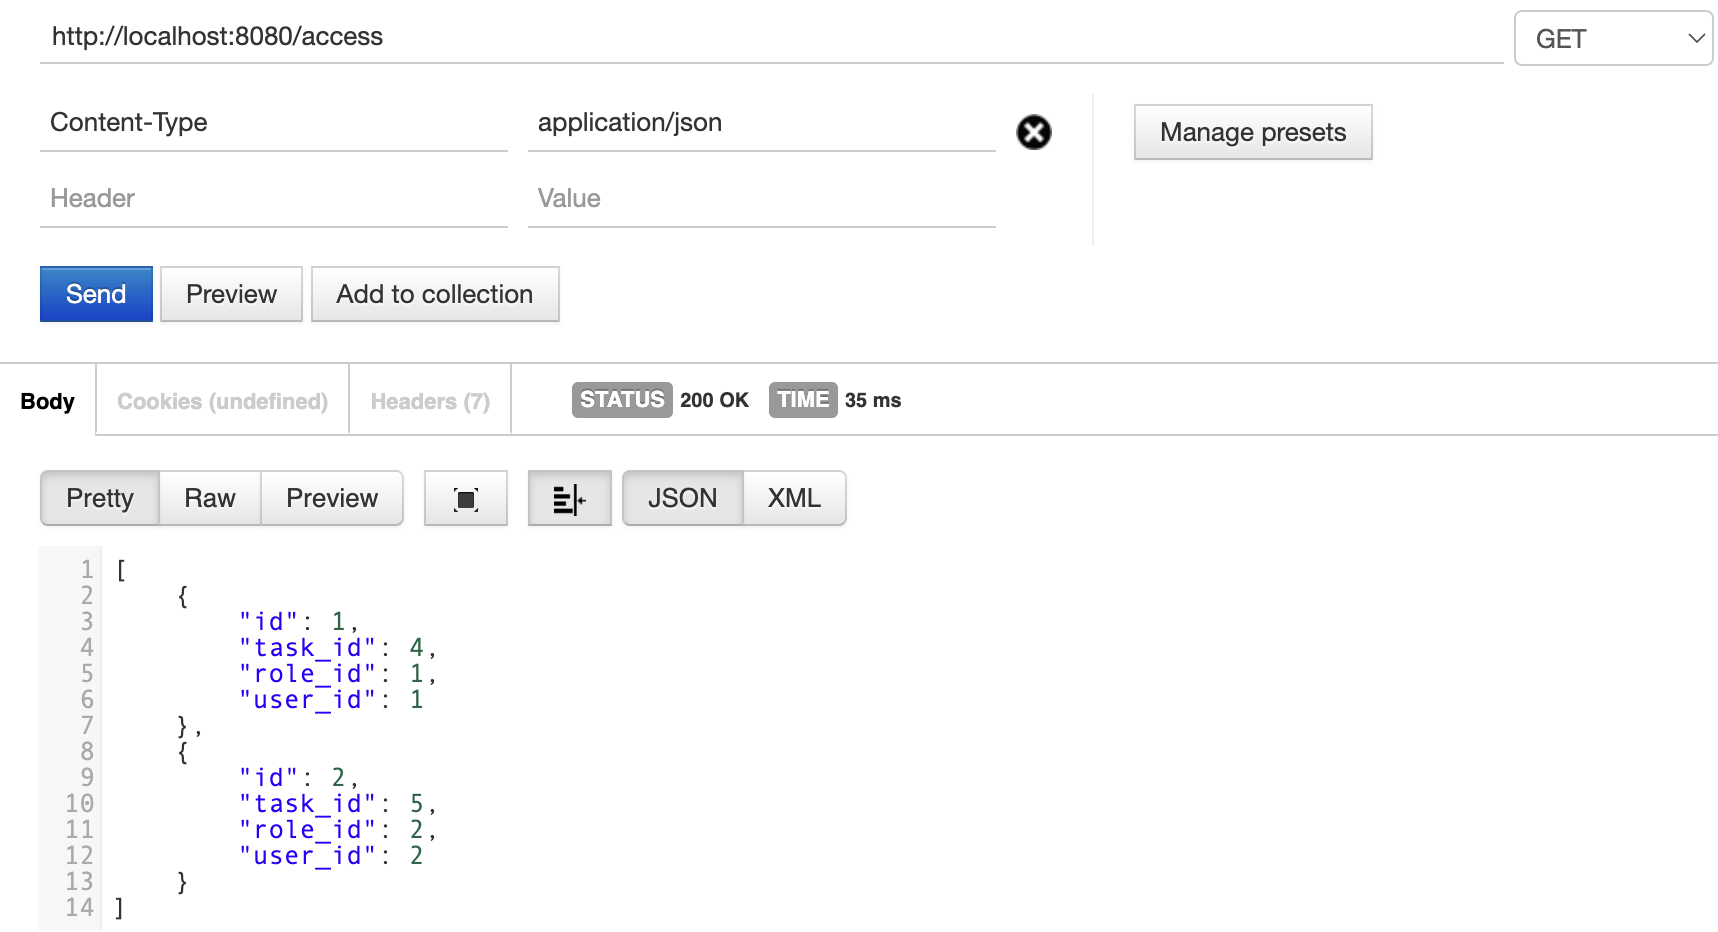 http://localhost:8080/access GET
Content-Type application/json Manage presets
Header Value
Send Preview Add to collection
Body Cookies (undefined) Headers (7) STATUS 200 OK TIME 35 ms
Pretty Raw Preview JSON XML
1 [
2 {
3 "id": 1,
4 "task_id": 4,
5 "role_id": 1,
6 "user_id": 1
7 },
8 {
9 "id": 2,
10 "task_id": 5,
11 "role_id": 2,
12 "user_id": 2
13 }
14 ]